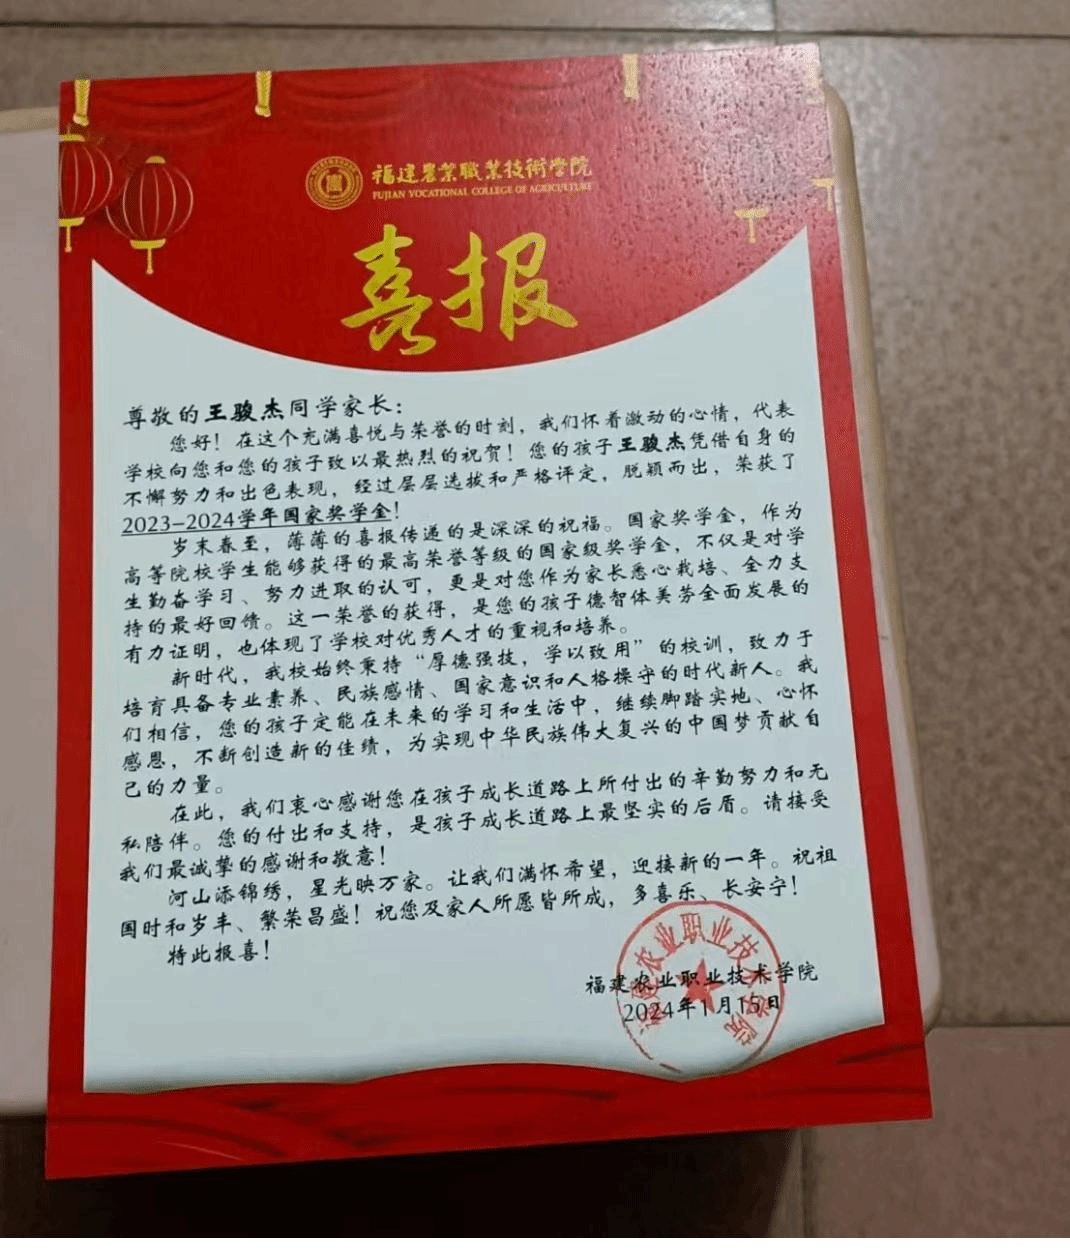 福建農業職業技術學院
FUJIAN VOCATIONAL COLLEGE OF AGRICULTURE
喜报
尊敬的王骏杰同学家长：
您好！在这个充满喜悦与荣誉的时刻，我们怀着激动的心情，代表
学校向您和您的孩子致以最热烈的祝贺！您的孩子王骏杰凭借自身的
不懈努力和出色表现，经过层层选拔和严格评定，脱颖而出，荣获了
2023–2024学年国家奖学金！
岁末春至，薄薄的喜报传递的是深深的祝福。国家奖学金，作为
高等院校学生能够获得的最高荣誉等级的国家级奖学金，不仅是对学
生勤奋学习、努力进取的认可，更是对您作为家长悉心栽培、全力支
持的最好回馈。这一荣誉的获得，是您的孩子德智体美劳全面发展的
有力证明，也体现了学校对优秀人才的重视和培养。
新时代，我校始终秉持“厚德强技，学以致用”的校训，致力于
培育具备专业素养、民族感情、国家意识和人格操守的时代新人。我
们相信，您的孩子定能在未来的学习和生活中，继续脚踏实地、心怀
感恩，不断创造新的佳绩，为实现中华民族伟大复兴的中国梦贡献自
己的力量。
在此，我们衷心感谢您在孩子成长道路上所付出的辛勤努力和无
私陪伴。您的付出和支持，是孩子成长道路上最坚实的后盾。请接受
我们最诚挚的感谢和敬意！
河山添锦绣，星光映万家。让我们满怀希望，迎接新的一年。祝祖
国时和岁丰、繁荣昌盛！祝您及家人所愿皆所成，多喜乐、长安宁！
特此报喜！
福建农业职业技术学院
2024年1月15日
福建农业职业技术学院